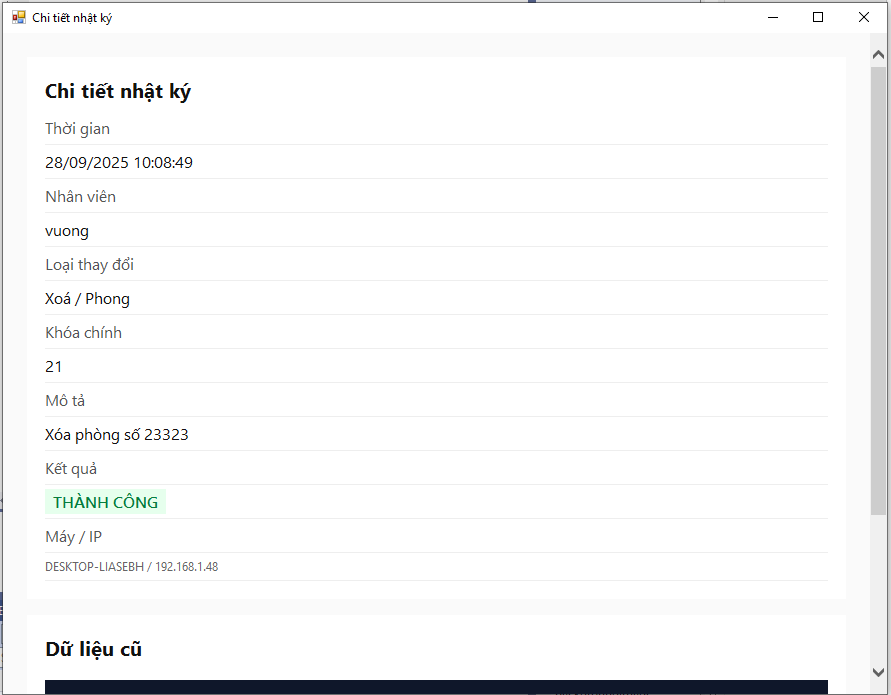 Chi tiết nhật ký
Chi tiết nhật ký
Thời gian
28/09/2025 10:08:49
Nhân viên
vuong
Loại thay đổi
Xoá / Phong
Khóa chính
21
Mô tả
Xóa phòng số 23323
Kết quả
THÀNH CÔNG
Máy / IP
DESKTOP-LIASEBH / 192.168.1.48
Dữ liệu cũ